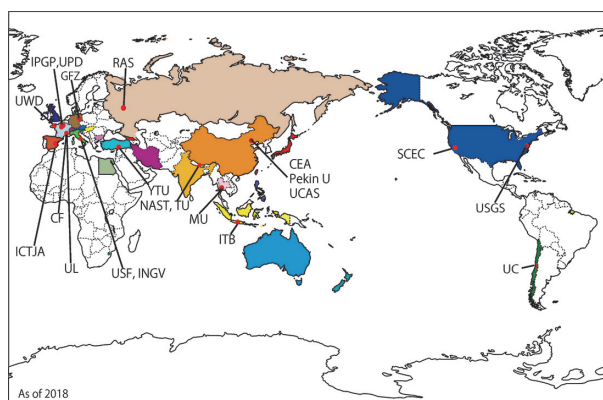 IPGP,UPD
RAS
GFZ
UWD
SCEC
CEA
Pekin U
UCAS
YTU
NAST, TU
USGS
MU
CF
ITB
ICTJA
UL
USF, INGV
UC
As of 2018